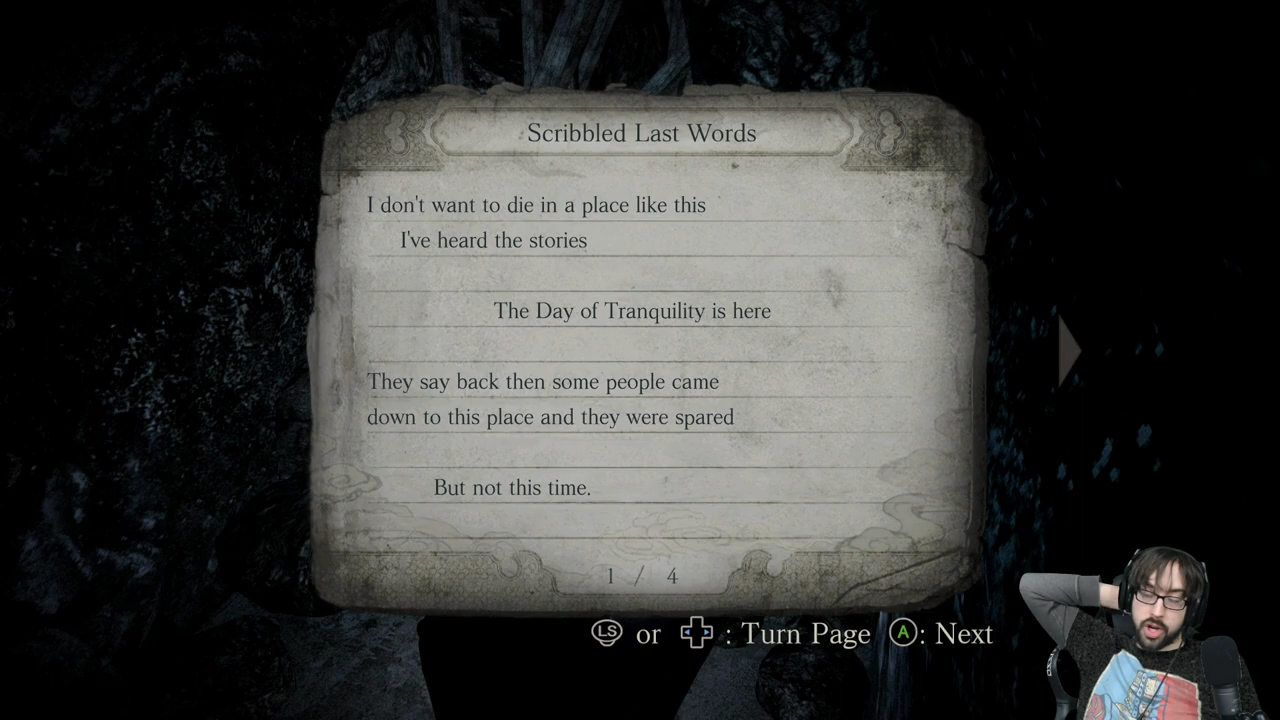 Scribbled Last Words
I don't want to die in a place like this
I've heard the stories
The Day of Tranquility is here
They say back then some people came
down to this place and they were spared
But not this time.
1 / 4
LS or : Turn Page A: Next